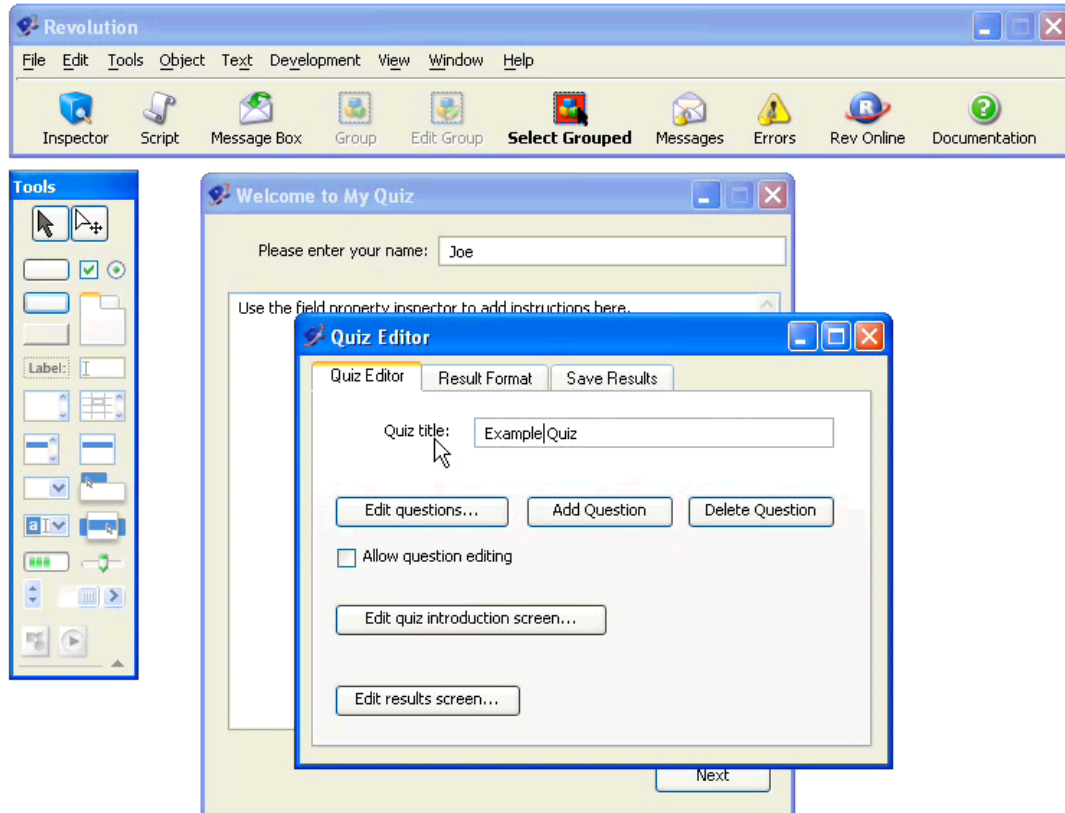 Revolution
File Edit Tools Object Text Development View Window Help
Inspector Script Message Box Group Edit Group Select Grouped Messages Errors Rev Online Documentation
Tools
Label:
a
Welcome to My Quiz
Please enter your name: Joe
Use the field property inspector to add instructions here.
Quiz Editor
Quiz Editor Result Format Save Results
Quiz title: Example Quiz
Edit questions... Add Question Delete Question
Allow question editing
Edit quiz introduction screen...
Edit results screen...
Next